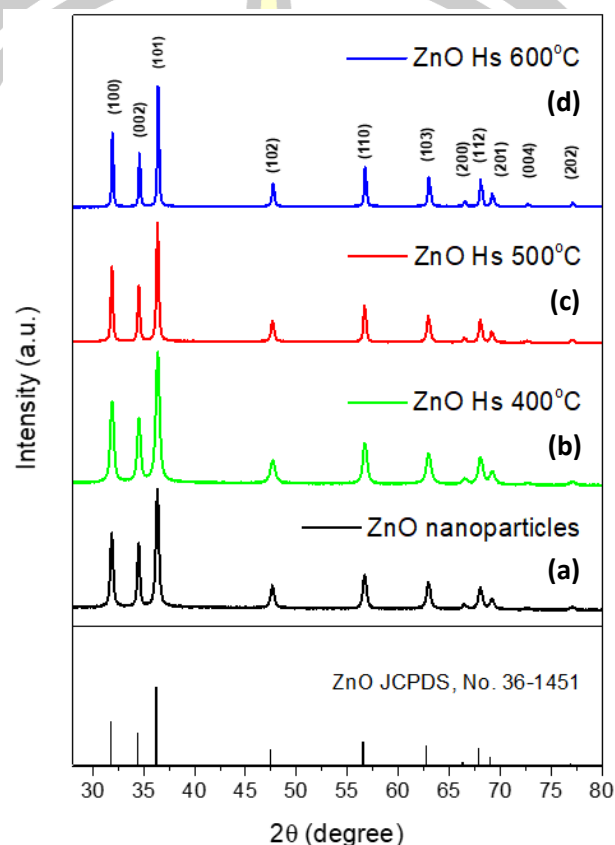 ZnO Hs 600°C
(d)
(100)
(002)
(101)
(102)
(110)
(103)
(200)
(112)
(201)
(004)
(202)
ZnO Hs 500°C
(c)
ZnO Hs 400°C
(b)
ZnO nanoparticles
(a)
ZnO JCPDS, No. 36-1451
Intensity (a.u.)
30 35 40 45 50 55 60 65 70 75 80
2θ (degree)